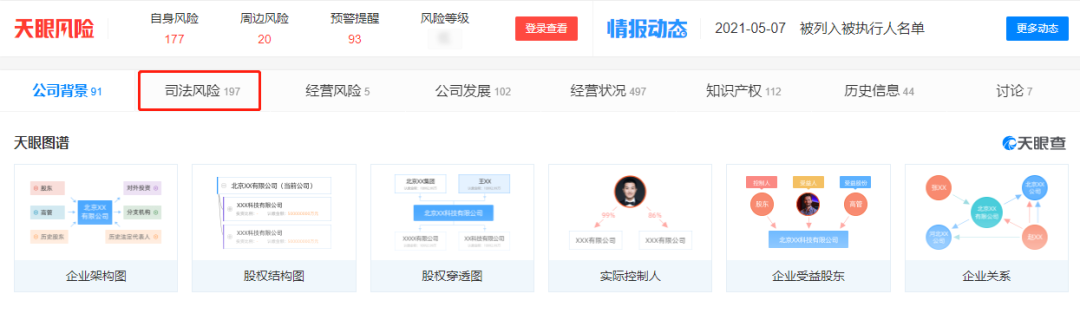 天眼风险
自身风险 周边风险 预警提醒 风险等级
177 20 93
登录查看
情报动态
2021-05-07 被列入被执行人名单
更多动态
公司背景 91 司法风险 197 经营风险 5 公司发展 102 经营状况 497 知识产权 112 历史信息 44 讨论 7
天眼图谱
天眼查
股东
高管
历史股东
北京XX
有限公司
对外投资
分支机构
历史法定代表人
企业架构图
北京XX有限公司（当前公司）
XXX科技有限公司
XXX科技有限公司
股权结构图
北京XX集团
王XX
北京XX科技有限公司
XXXX有限公司
XX科技有限公司
股权穿透图
99% 86%
XXX有限公司 XXX有限公司
实际控制人
控制人
受益人
受益股份
股东
高管
北京XX科技有限公司
企业受益股东
张XX
北京XX
公司
北京XX
有限公司
河北XX
公司
赵XX
企业关系